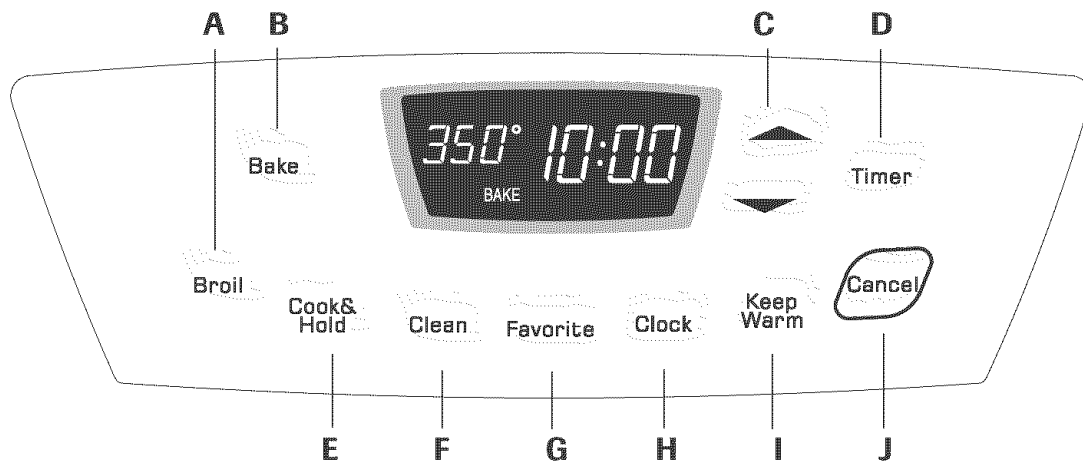 A
B
C
D
350° 10:00
BAKE
Bake
Timer
Broil
Cook&
Hold
Clean
Favorite
Clock
Keep
Warm
Cancel
E
F
G
H
I
J